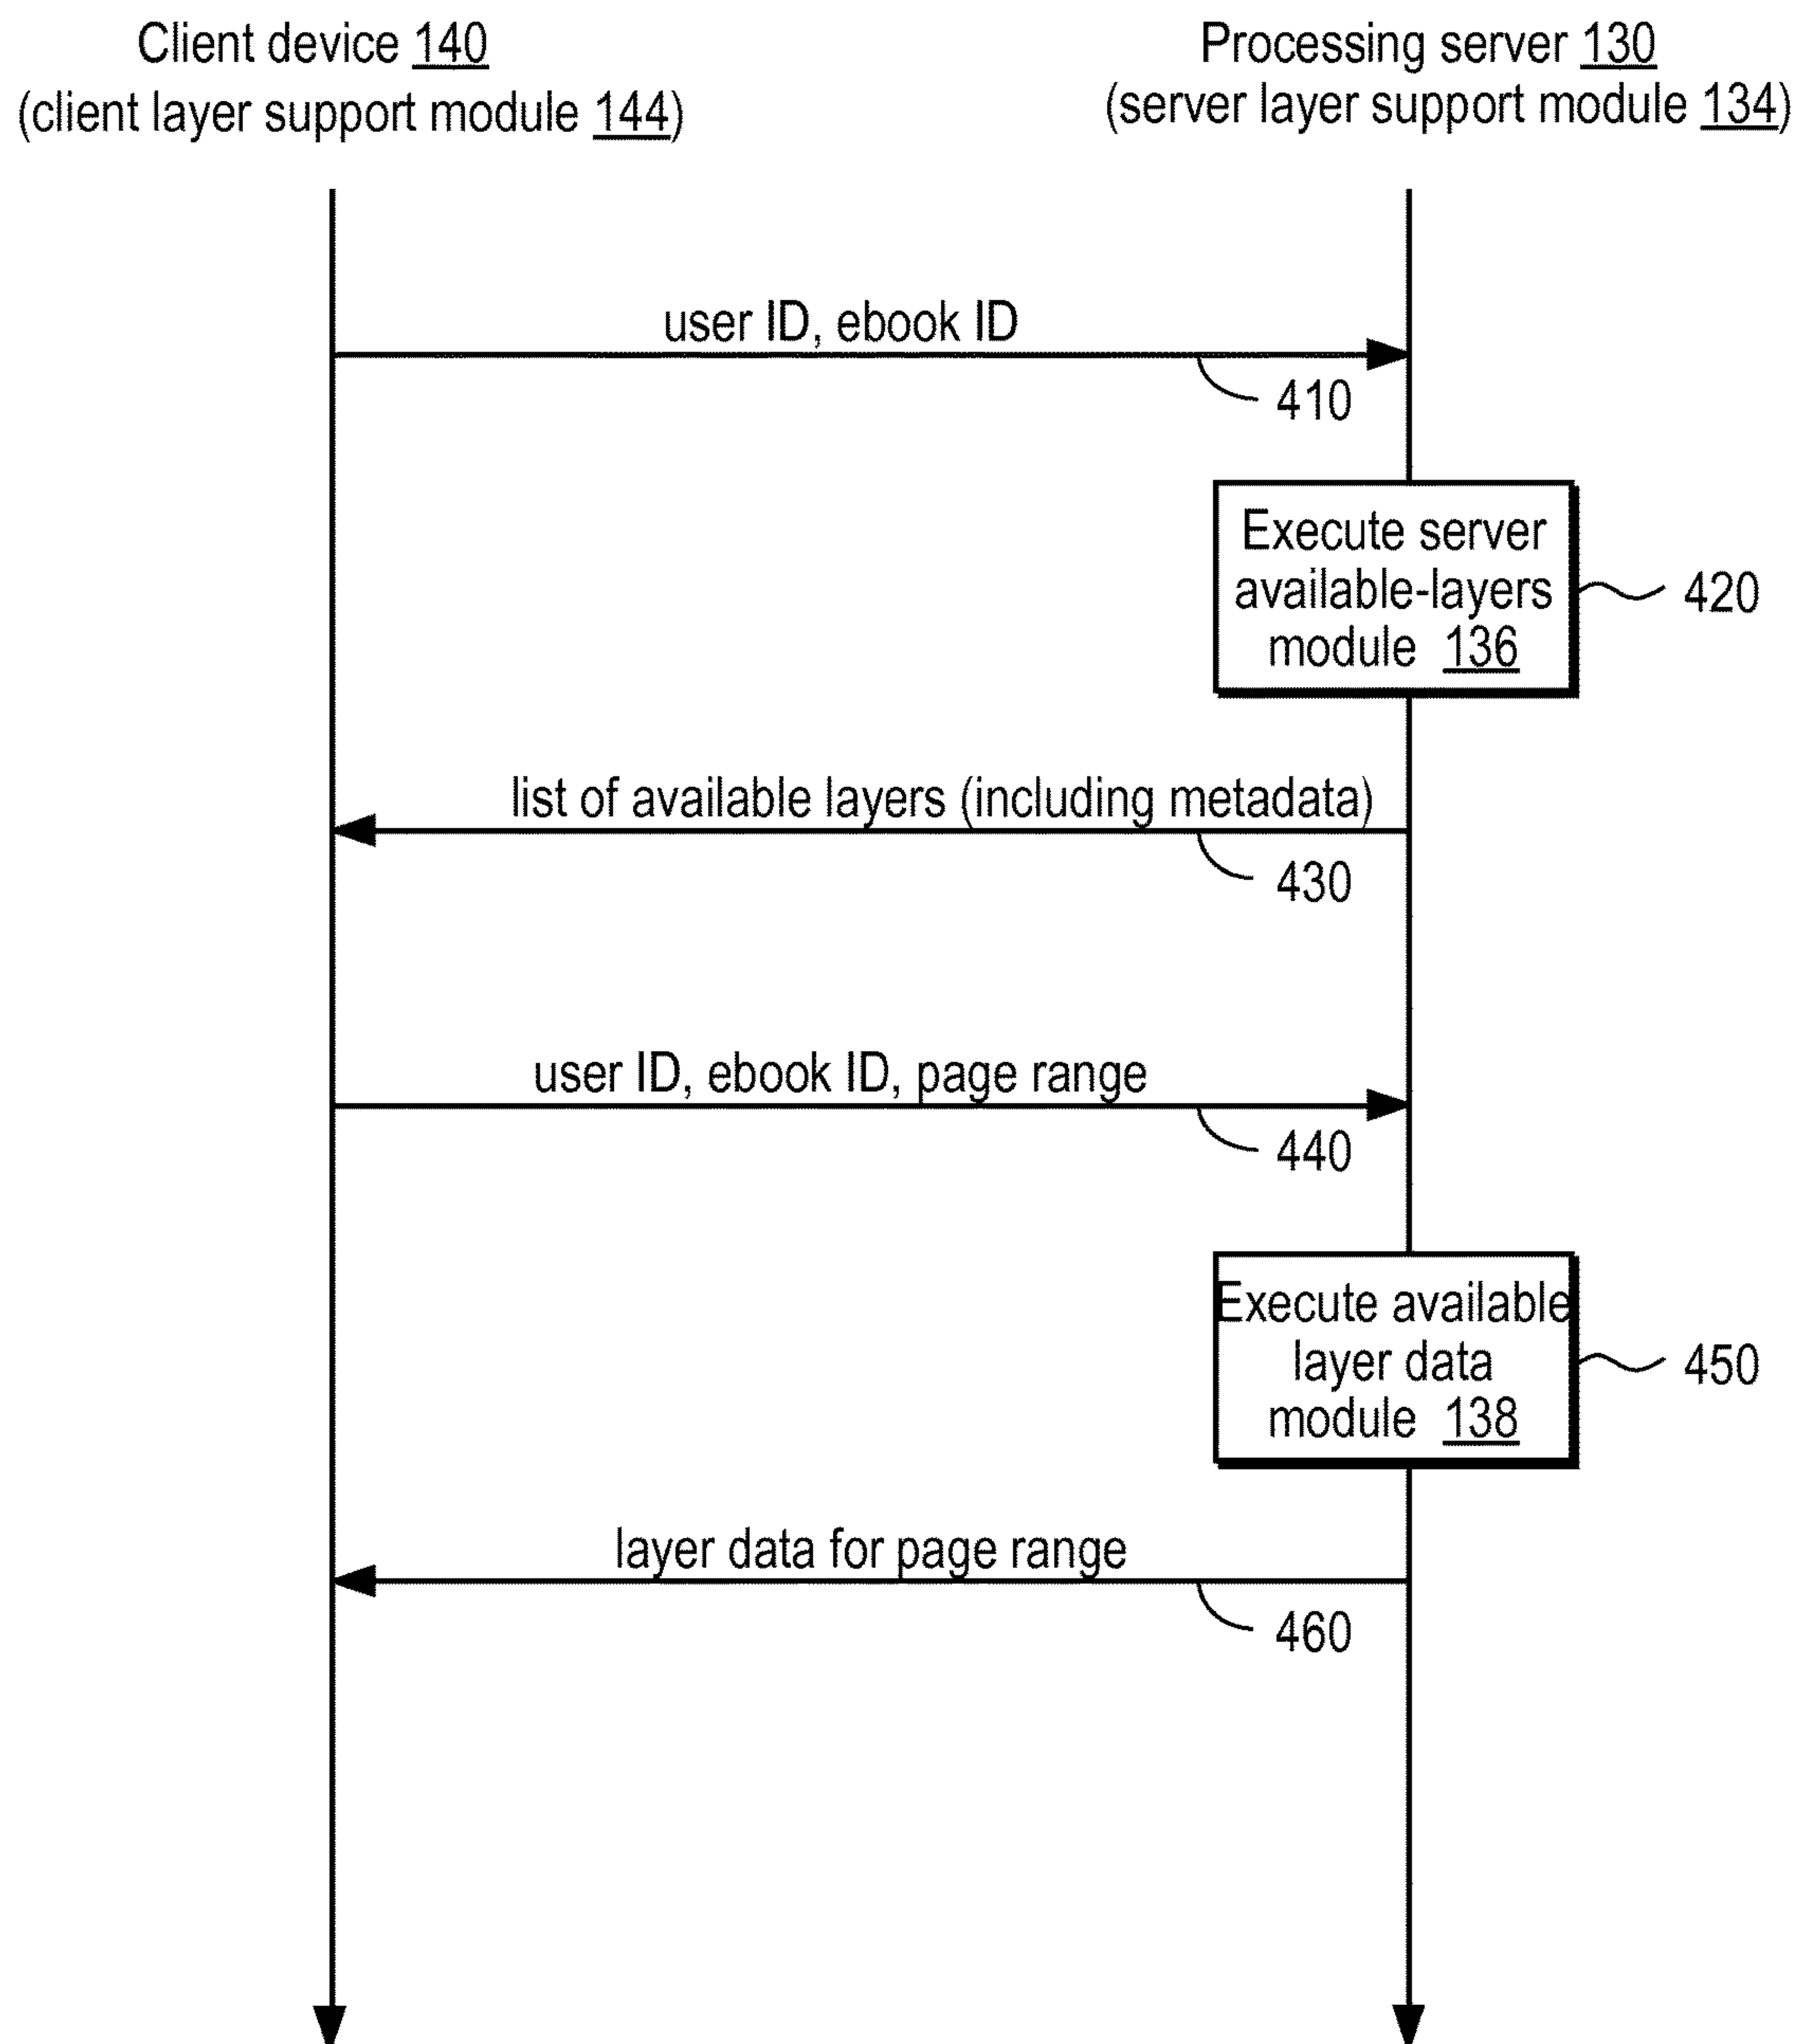 Client device 140
(client layer support module 144)
Processing server 130
(server layer support module 134)
user ID, ebook ID
410
Execute server
available-layers
module 136
420
list of available layers (including metadata)
430
user ID, ebook ID, page range
440
Execute available
layer data
module 138
450
layer data for page range
460